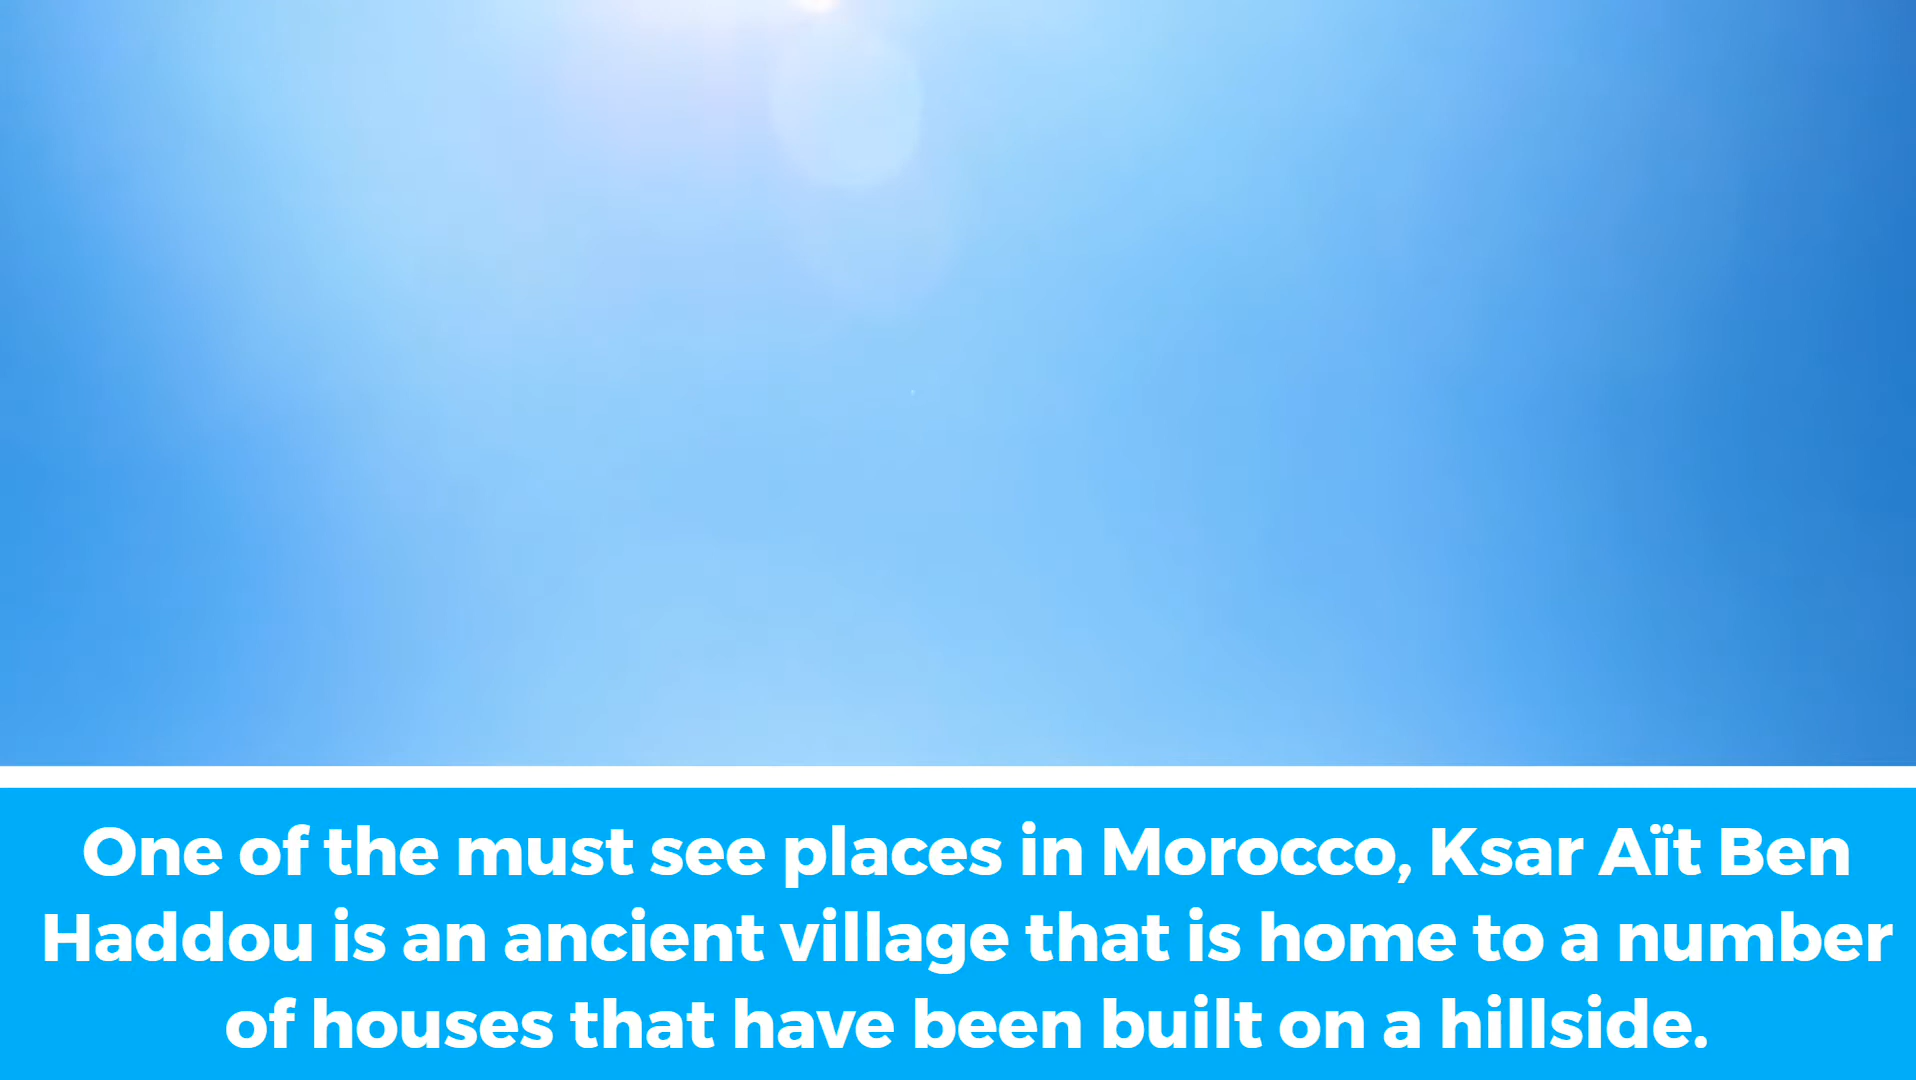 One of the must see places in Morocco, Ksar Aït Ben
Haddou is an ancient village that is home to a number
of houses that have been built on a hillside.